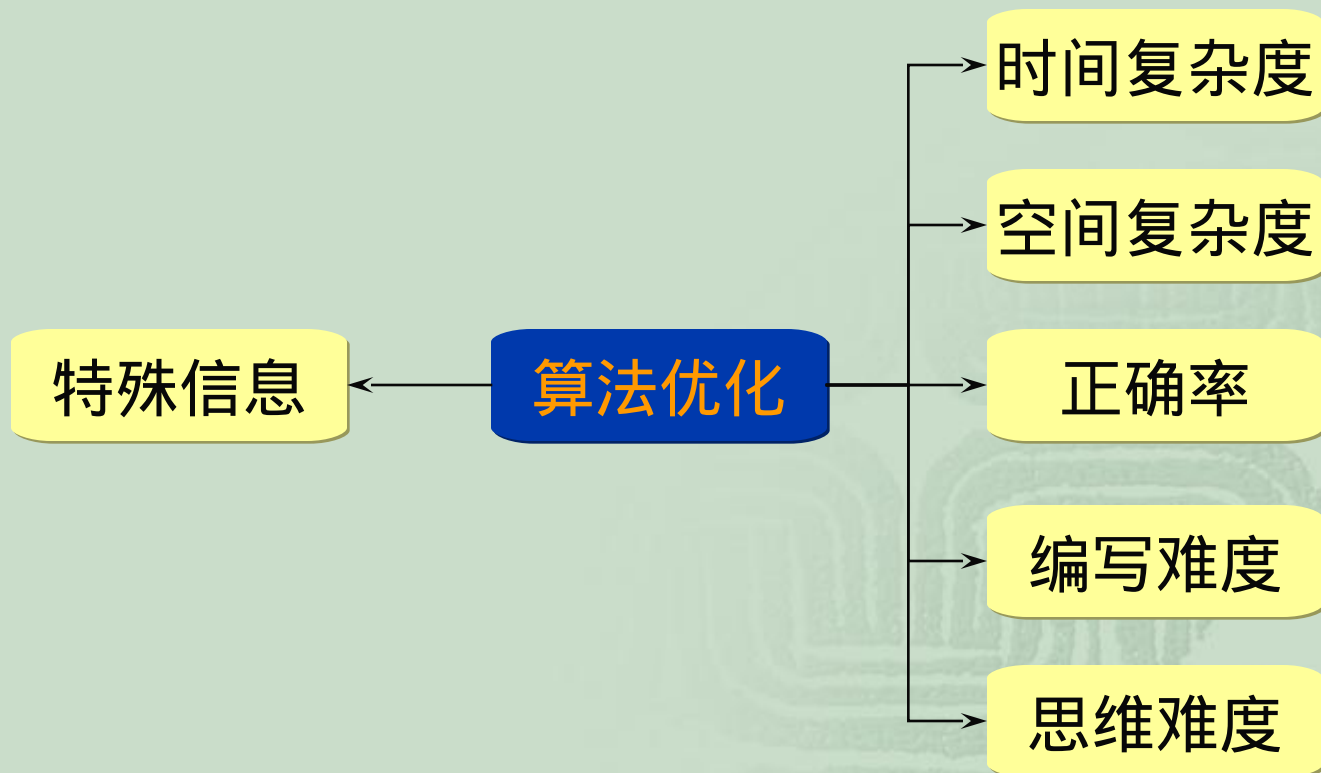 时间复杂度
空间复杂度
特殊信息
算法优化
正确率
编写难度
思维难度